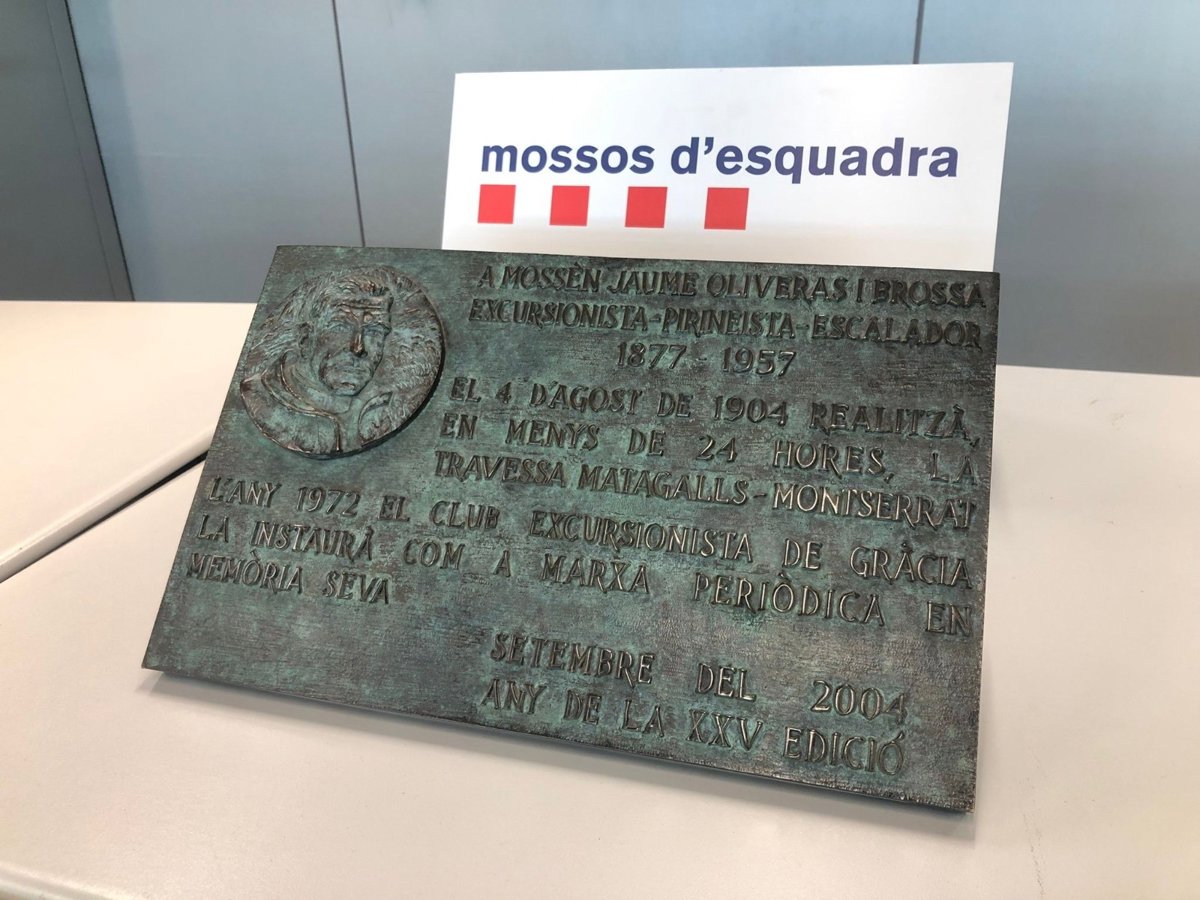 mossos d'esquadra
A MOSSÈN JAUME OLIVERAS I BROSSA
EXCURSIONISTA-PIRINEISTA-ESCALADOR
1877 - 1957
EL 4 D'AGOST DE 1904 REALITZÀ,
EN MENYS DE 24 HORES, LA
TRAVESSA MATAGALLS-MONTSERRAT
L'ANY 1972 EL CLUB EXCURSIONISTA DE GRÀCIA
LA INSTAURÀ COM A MARXA PERIÒDICA EN
MEMÒRIA SEVA
SETEMBRE DEL 2004
ANY DE LA XXV EDICIÓ